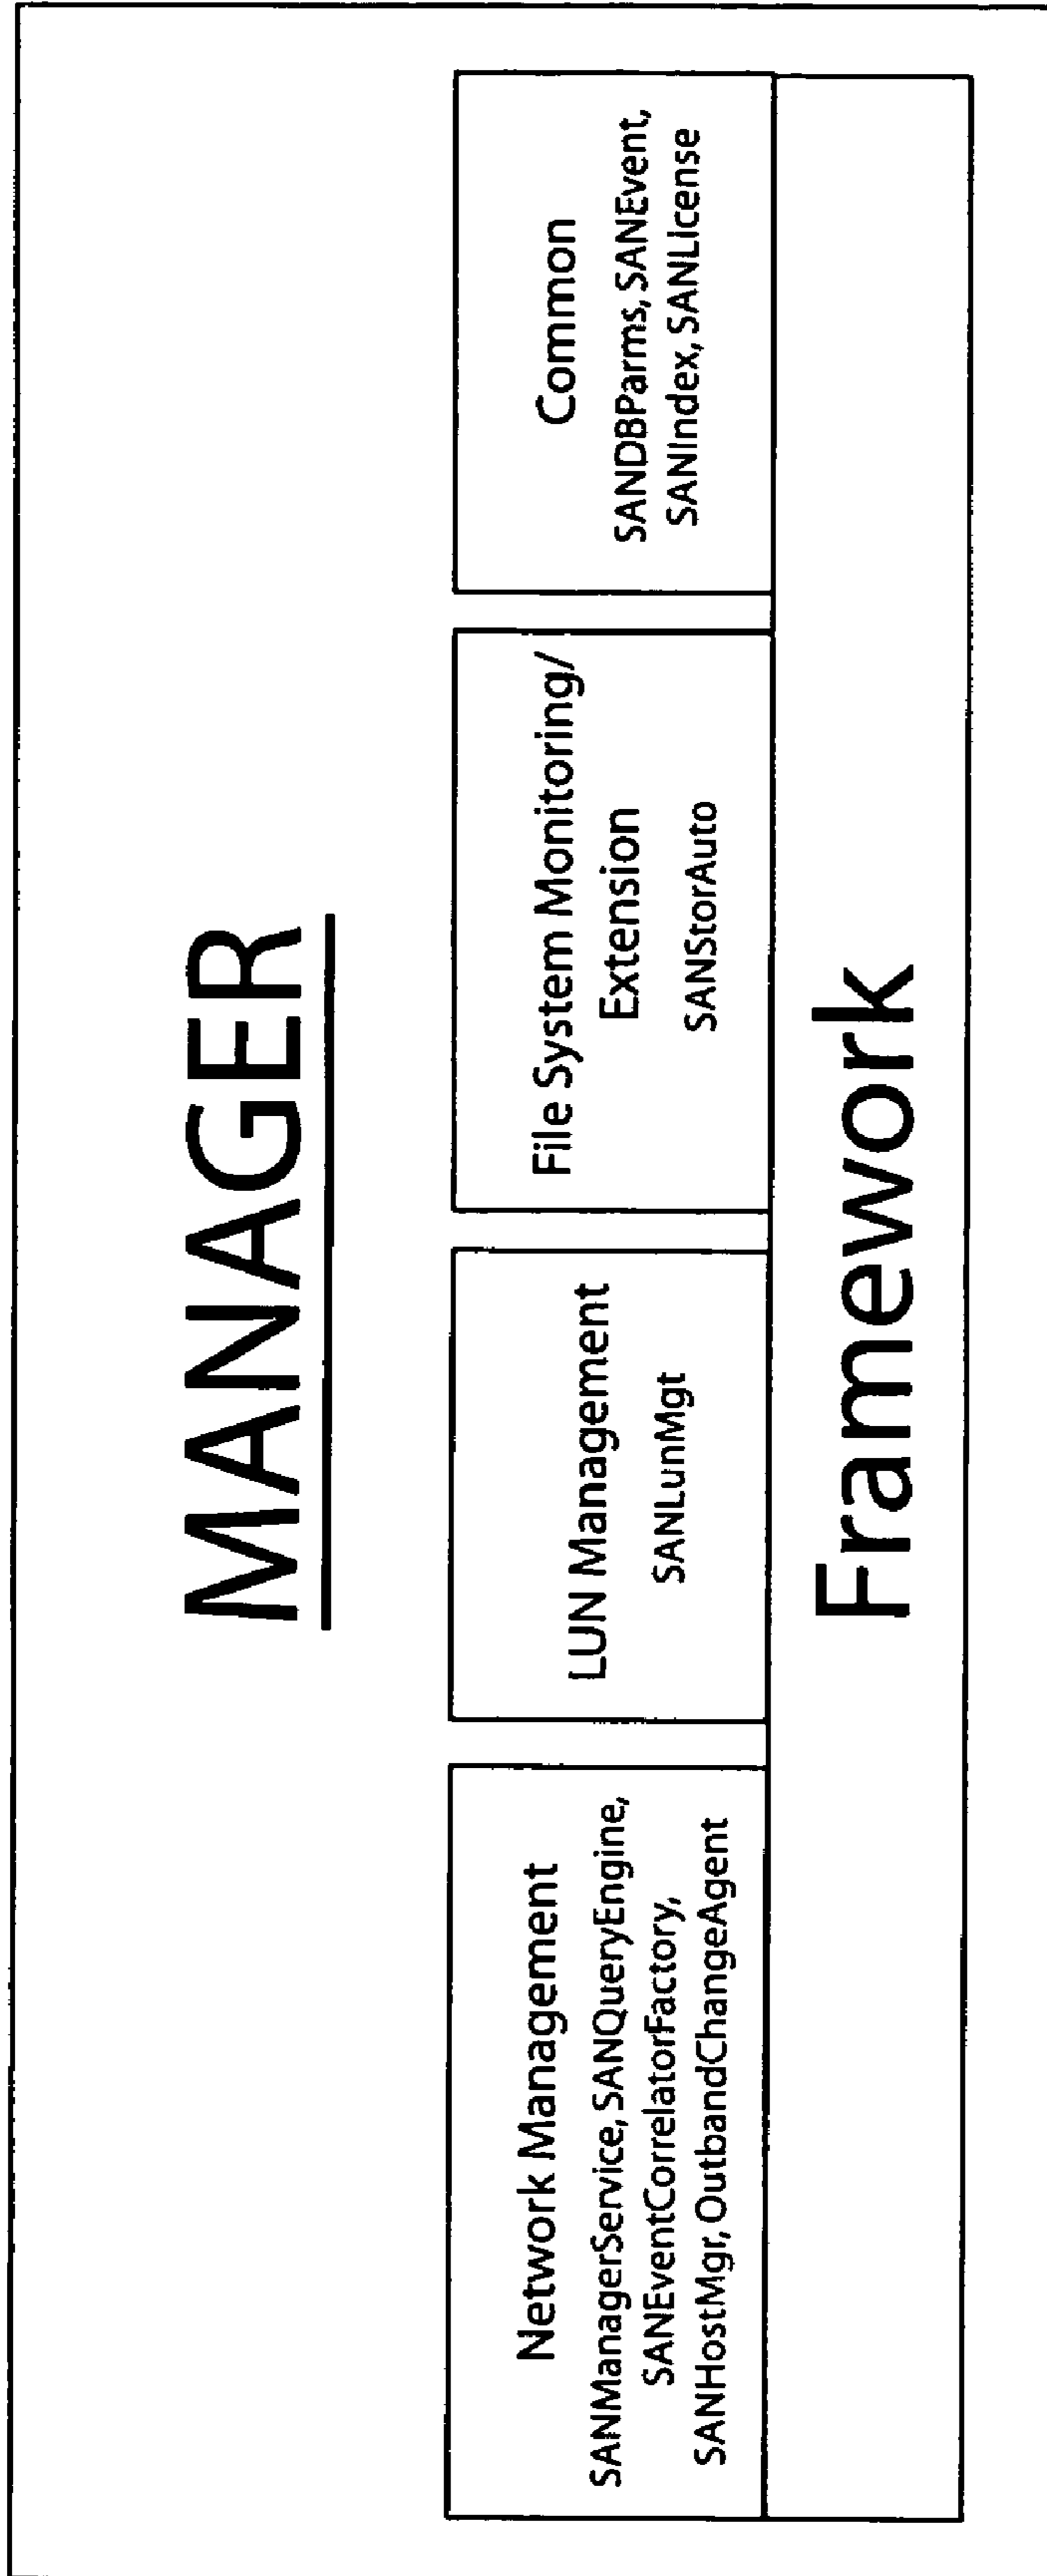 MANAGER
Network Management
SANManagerService, SANQueryEngine,
SANEventCorrelatorFactory,
SANHostMgr, OutbandChangeAgent
LUN Management
SANLunMgt
File System Monitoring/
Extension
SANStorAuto
Common
SANDBParms, SANEvent,
SANIndex, SANLicense
Framework